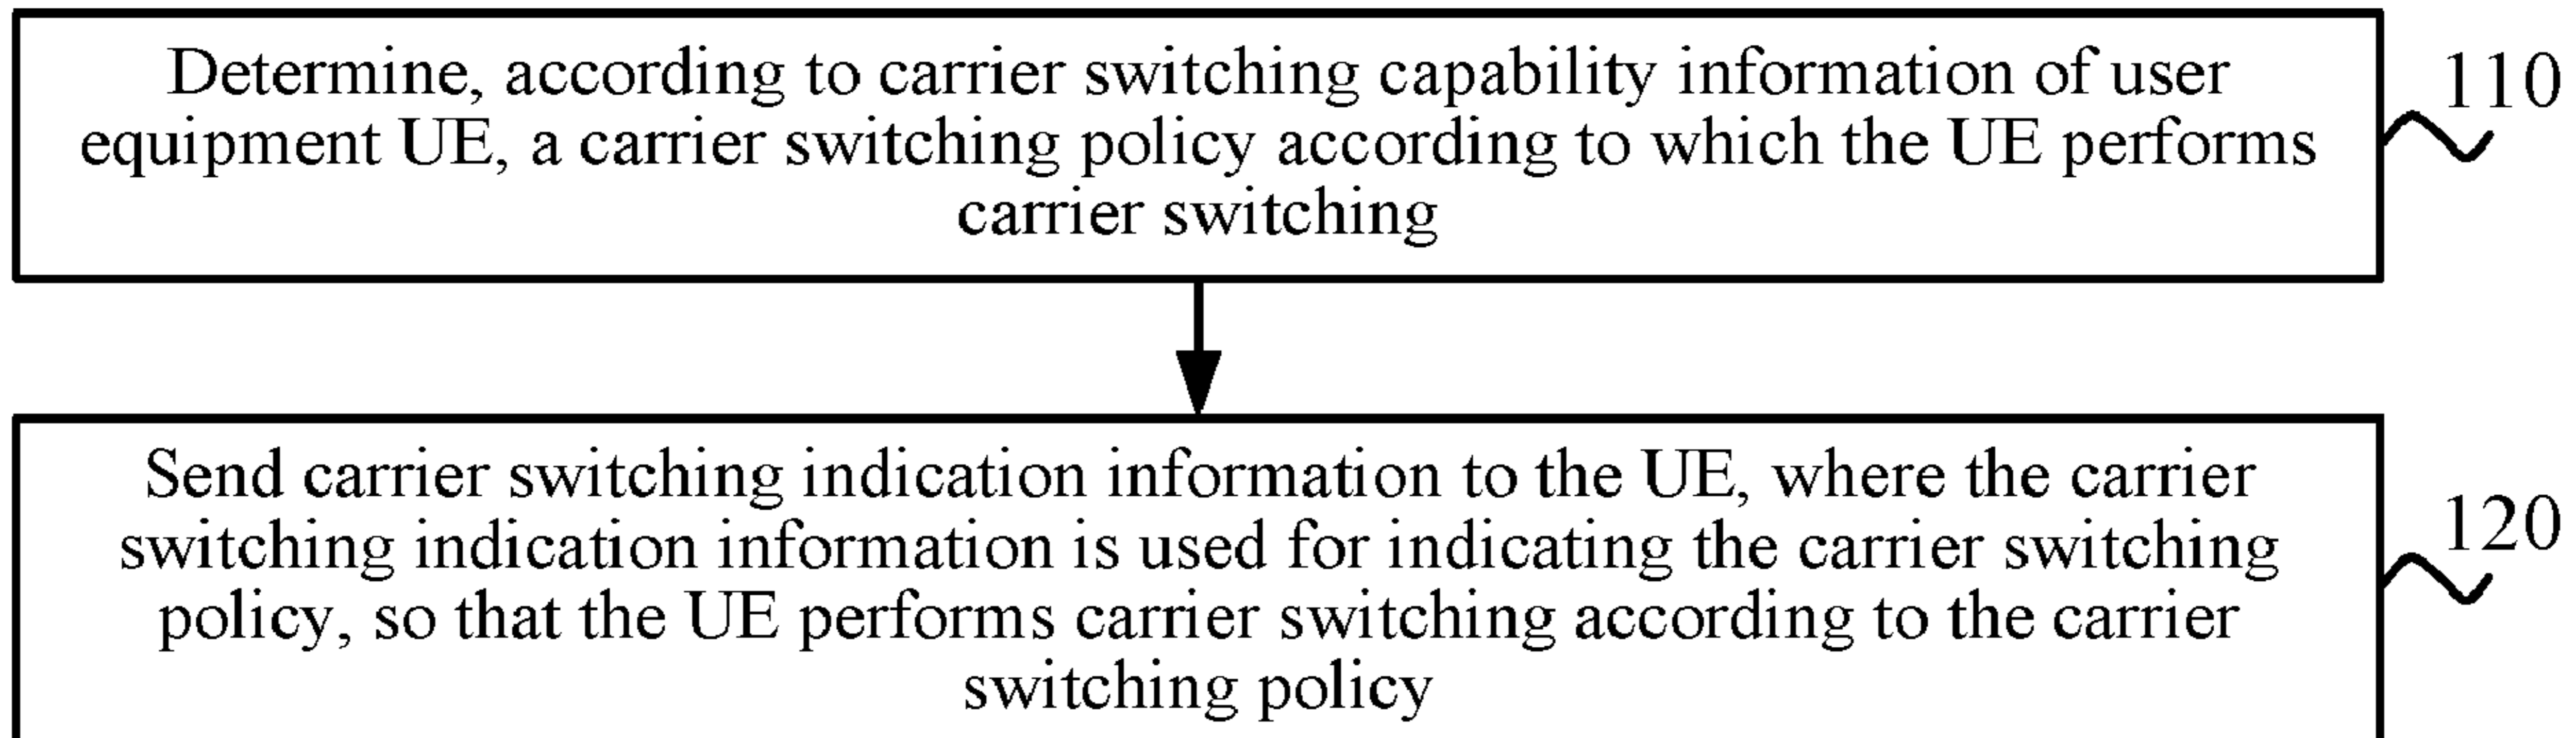 Determine, according to carrier switching capability information of user
equipment UE, a carrier switching policy according to which the UE performs
carrier switching
110
Send carrier switching indication information to the UE, where the carrier
switching indication information is used for indicating the carrier switching
policy, so that the UE performs carrier switching according to the carrier
switching policy
120